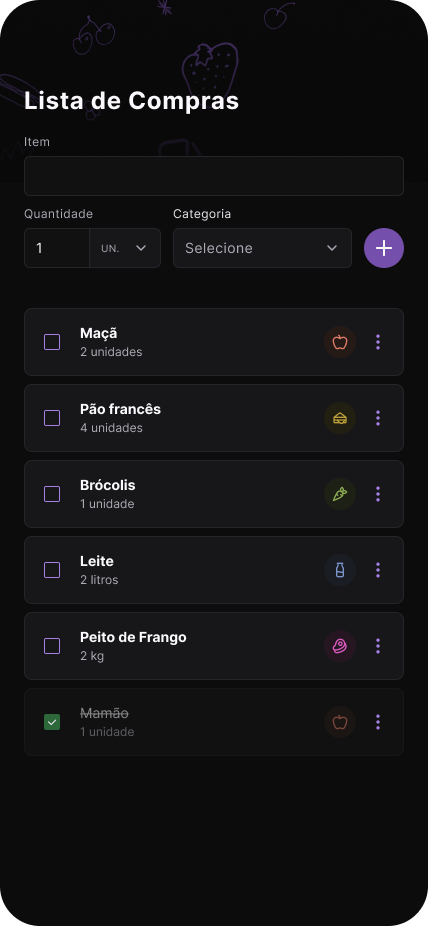 Lista de Compras
Item
Quantidade
Categoria
1
UN.
Selecione
Maçã
2 unidades
Pão francês
4 unidades
Brócolis
1 unidade
Leite
2 litros
Peito de Frango
2 kg
Mamão
1 unidade